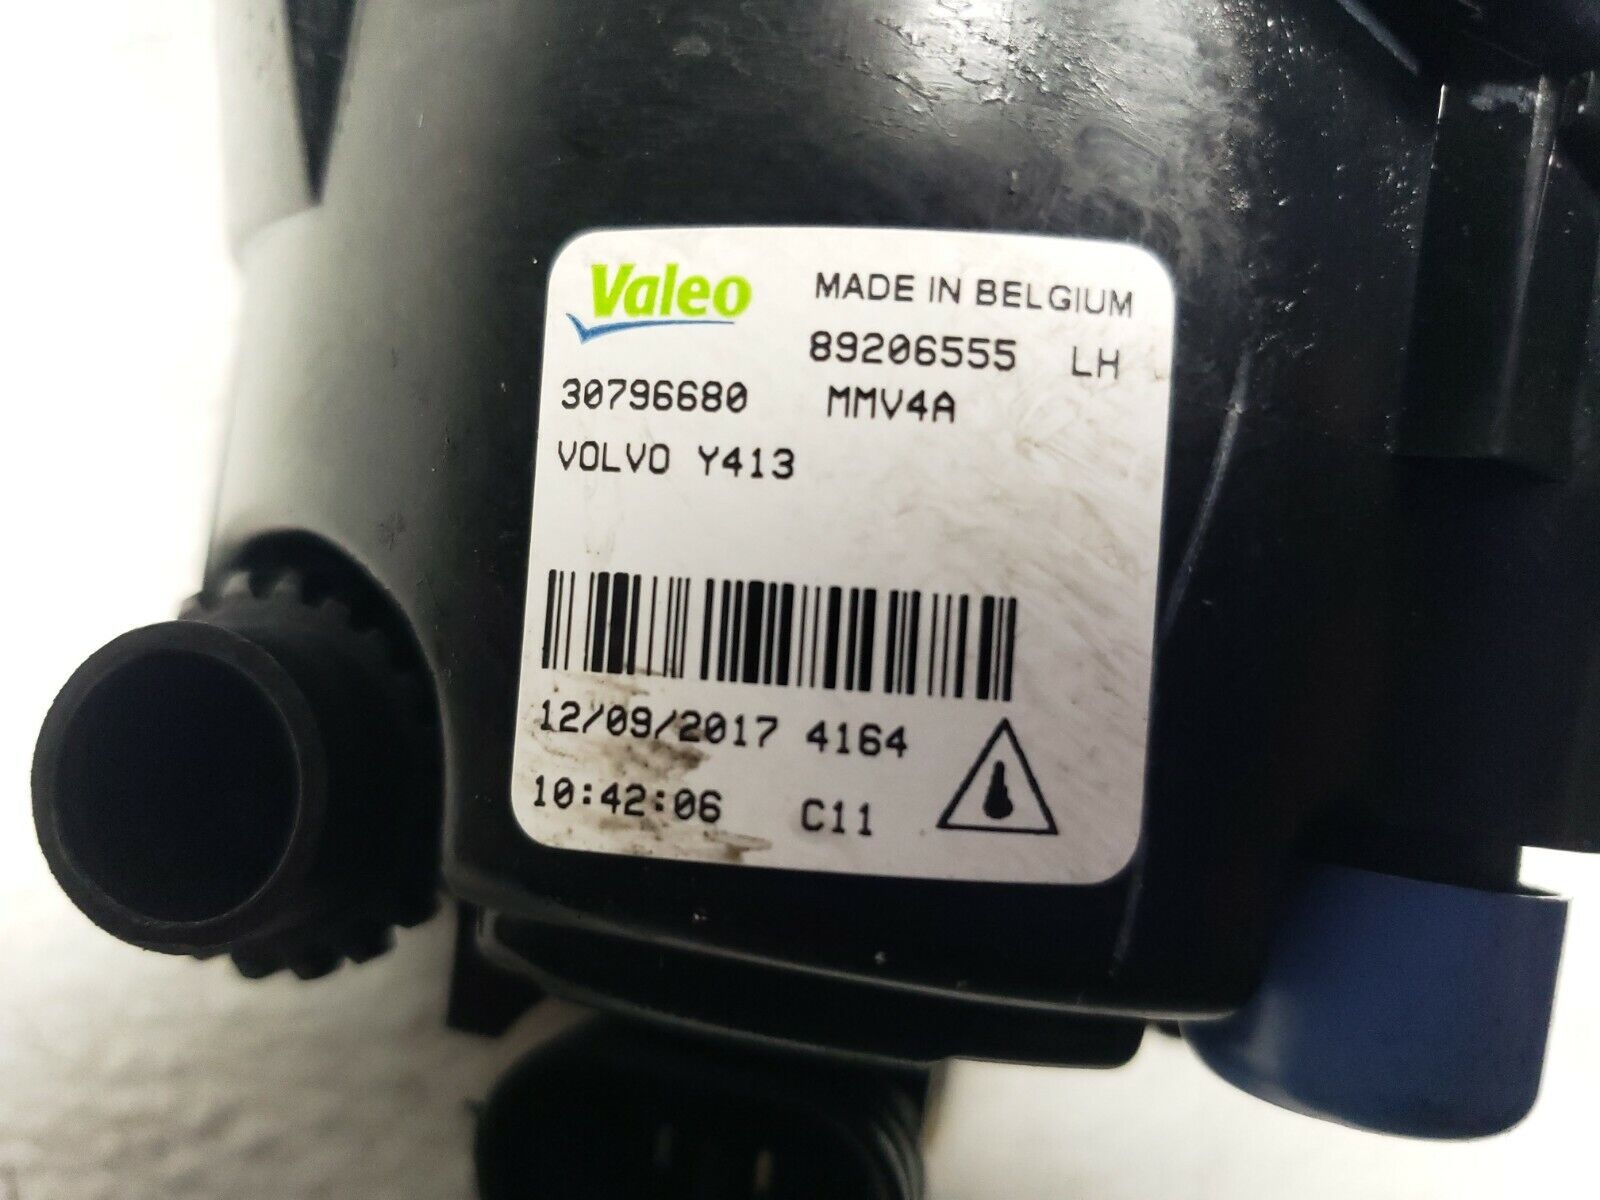 Valeo MADE IN BELGIUM
89206555 LH
30796680 MMV4A
VOLVO Y413
12/09/2017 4164
10:42:06 C11